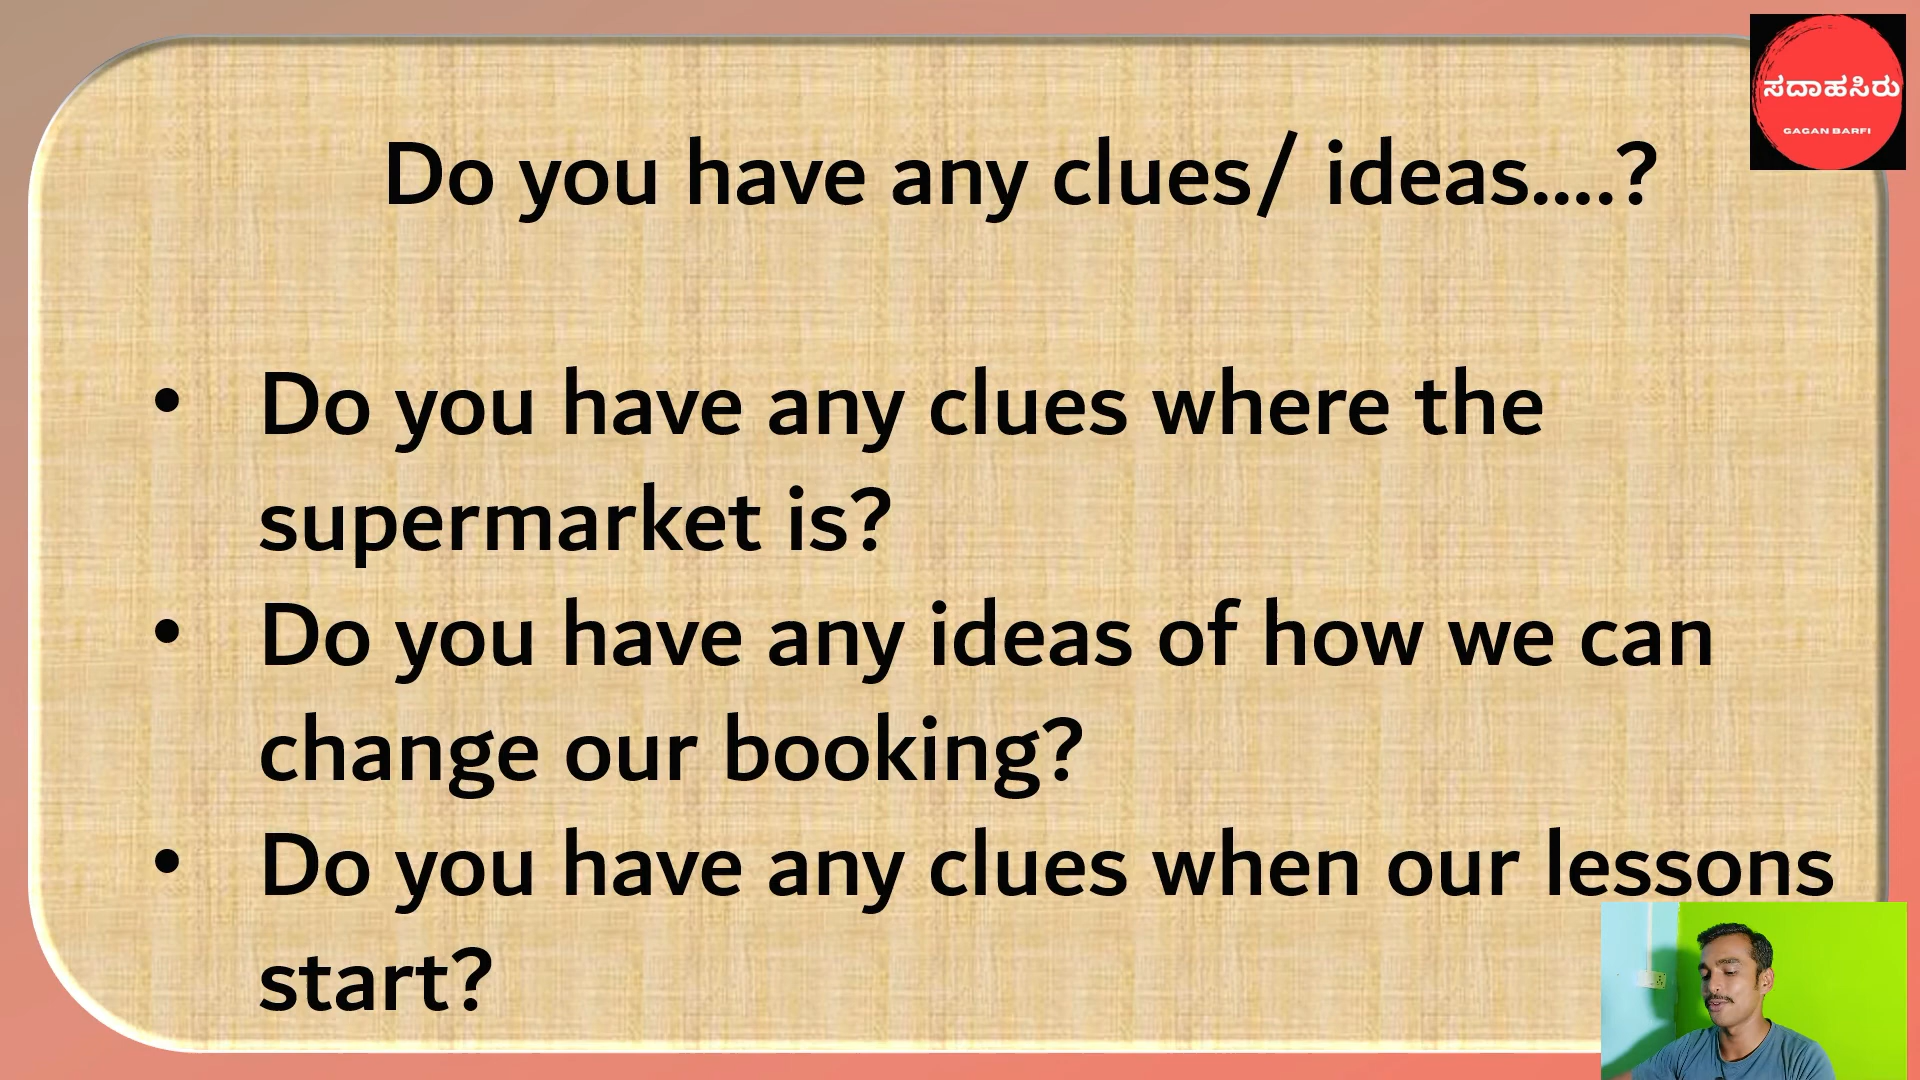 ಸದಾಹಸಿರು
GAGAN BARFI
Do you have any clues/ ideas....?
• Do you have any clues where the
supermarket is?
• Do you have any ideas of how we can
change our booking?
• Do you have any clues when our lessons
start?